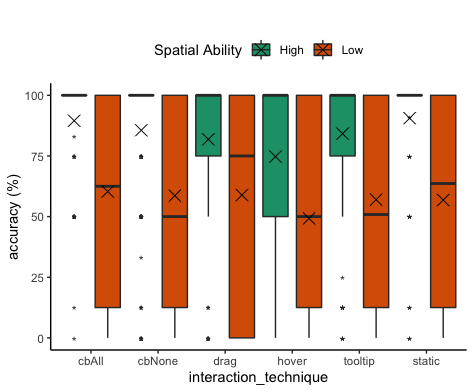 Spatial Ability High Low
accuracy (%)
100
75
50
25
0
cbAll cbNone drag hover tooltip static
interaction_technique